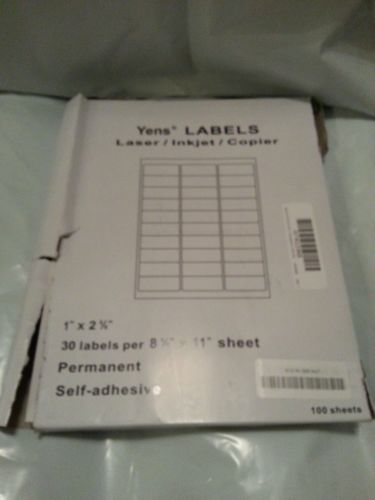 Yens® LABELS
Laser / Inkjet / Copier
1" x 2 ⅝"
30 labels per 8 ½" x 11" sheet
Permanent
Self-adhesive
100 sheets